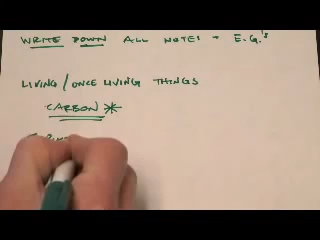 WRITE DOWN ALL NOTES + E.G.'s
LIVING / ONCE LIVING THINGS
CARBON *